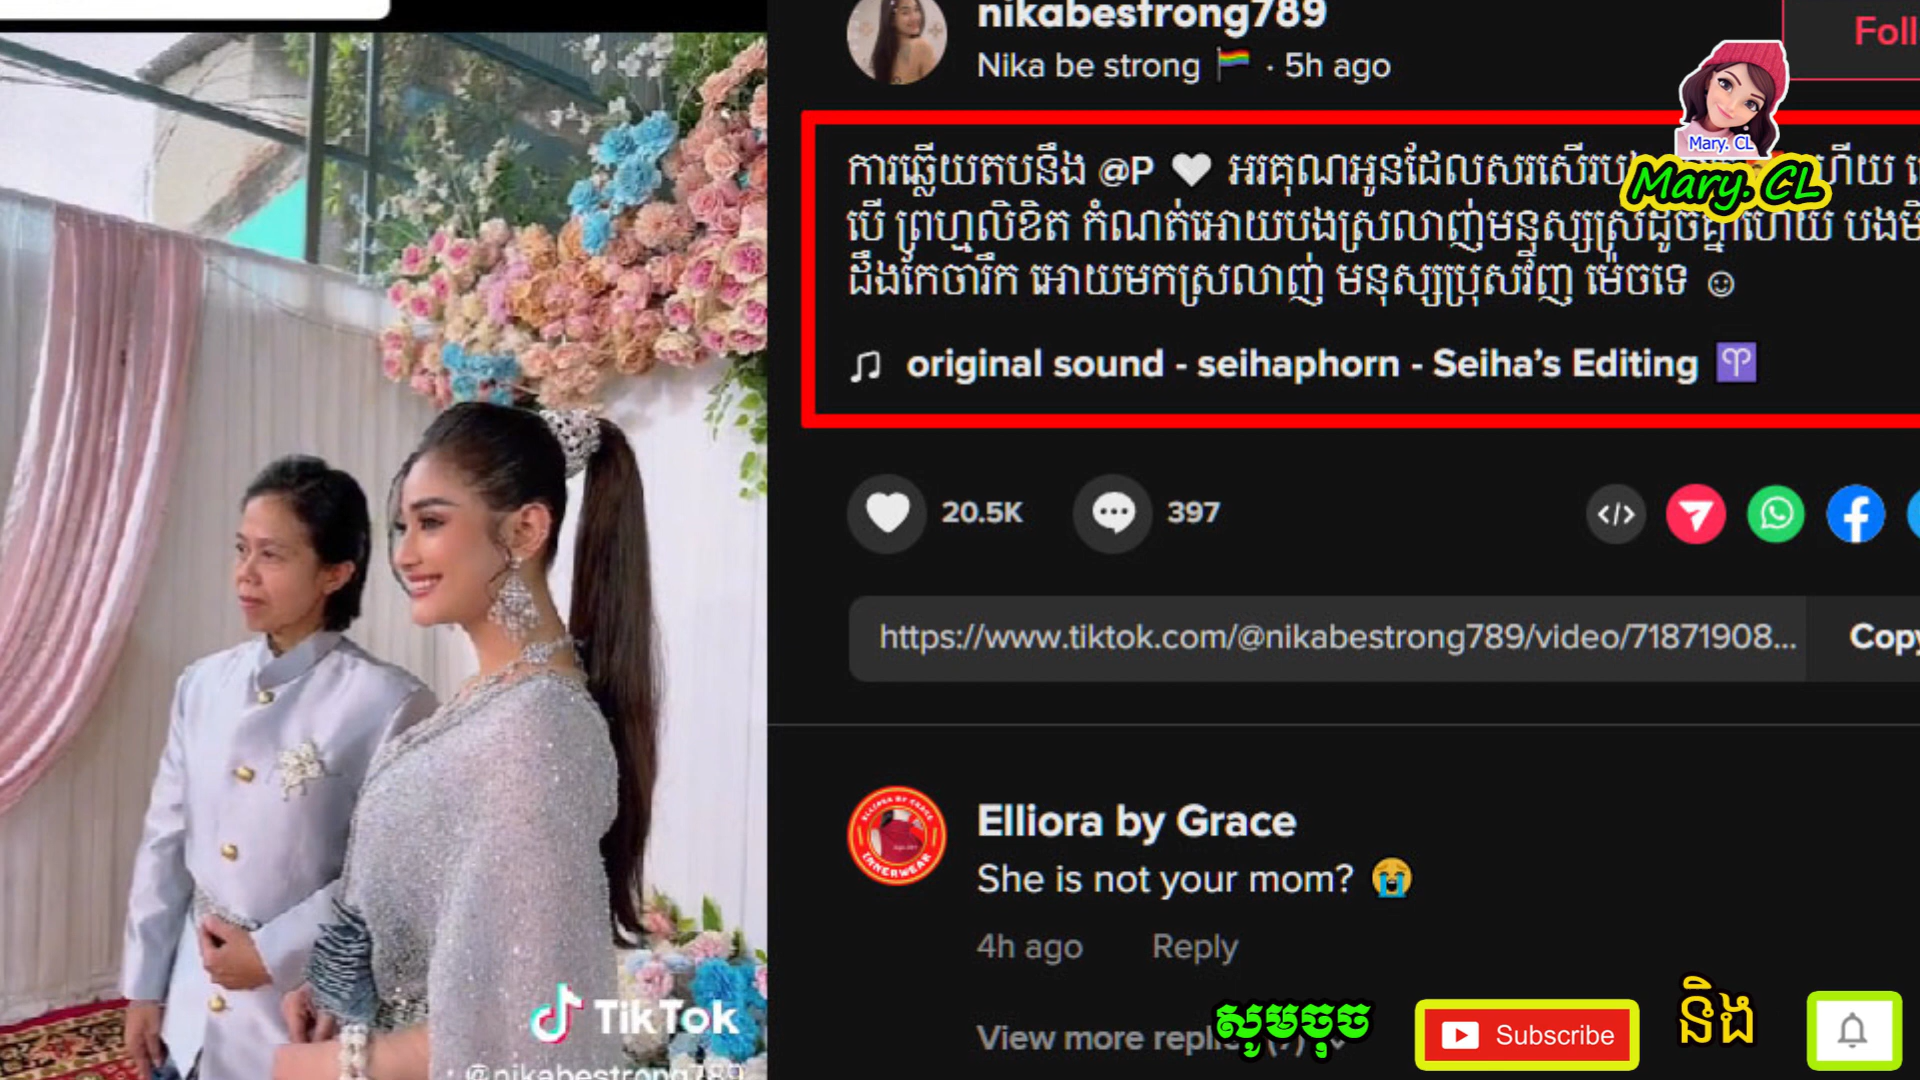 nikabestrong789
Nika be strong 🏳️‍🌈 · 5h ago
Foll
Mary. CL
Mary. CL
ការឆ្លើយតបនឹង @P 🤍 អរគុណអូនដែលសរសើរប ហើយ
បើ ព្រហ្មលិខិត កំណត់អោយបងស្រលាញ់មនុស្សស្រីដូចគ្នាហើយ
ដឹងកែចារឹក អោយមកស្រលាញ់ មនុស្សប្រុសវិញ ម៉េចទេ ☺
♫ original sound - seihaphorn - Seiha’s Editing ♈
20.5K
397
https://www.tiktok.com/@nikabestrong789/video/71871908...
Copy
Elliora by Grace
She is not your mom? 😭
4h ago Reply
View more repli
សូមចុច
Subscribe
និង
TikTok
@nikabestrong789